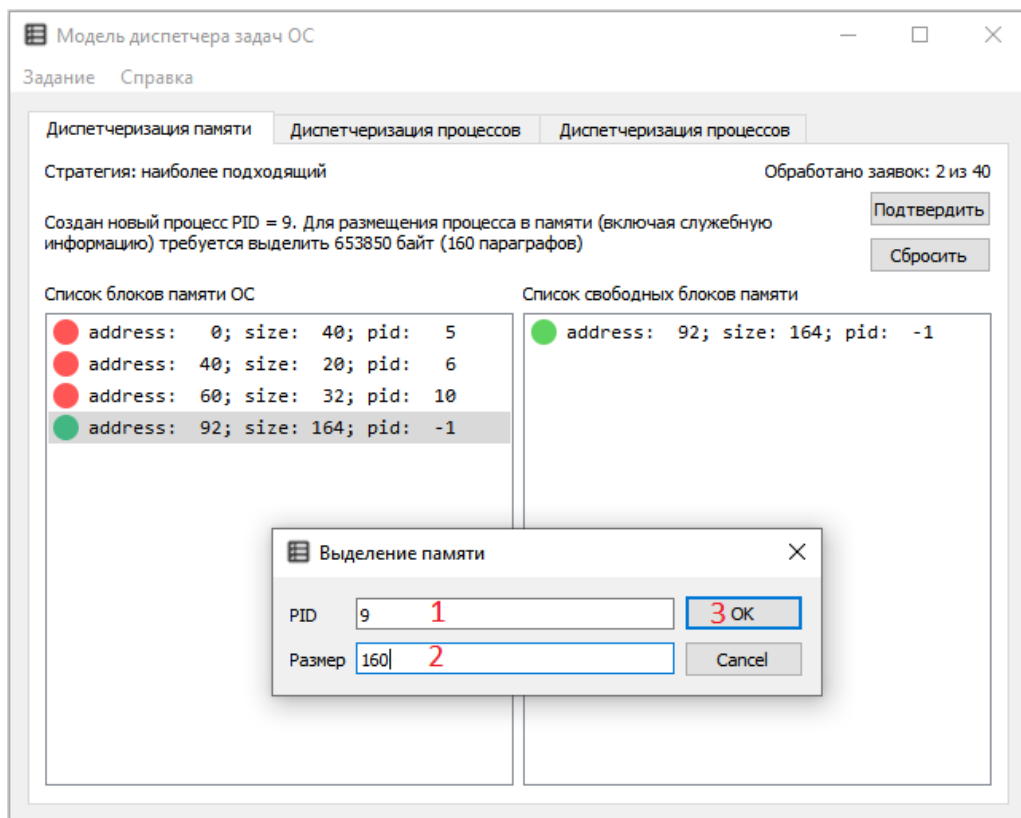 Модель диспетчера задач ОС
Задание Справка
Диспетчеризация памяти Диспетчеризация процессов Диспетчеризация процессов
Стратегия: наиболее подходящий Обработано заявок: 2 из 40
Создан новый процесс PID = 9. Для размещения процесса в памяти (включая служебную
информацию) требуется выделить 653850 байт (160 параграфов)
Подтвердить
Сбросить
Список блоков памяти ОС
address: 0; size: 40; pid: 5
address: 40; size: 20; pid: 6
address: 60; size: 32; pid: 10
address: 92; size: 164; pid: -1
Список свободных блоков памяти
address: 92; size: 164; pid: -1
Выделение памяти
PID 9 1 3 OK
Размер 160 2 Cancel